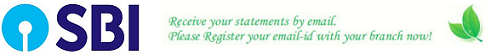 SBI
Receive your statements by email.
Please Register your email-id with your branch now!